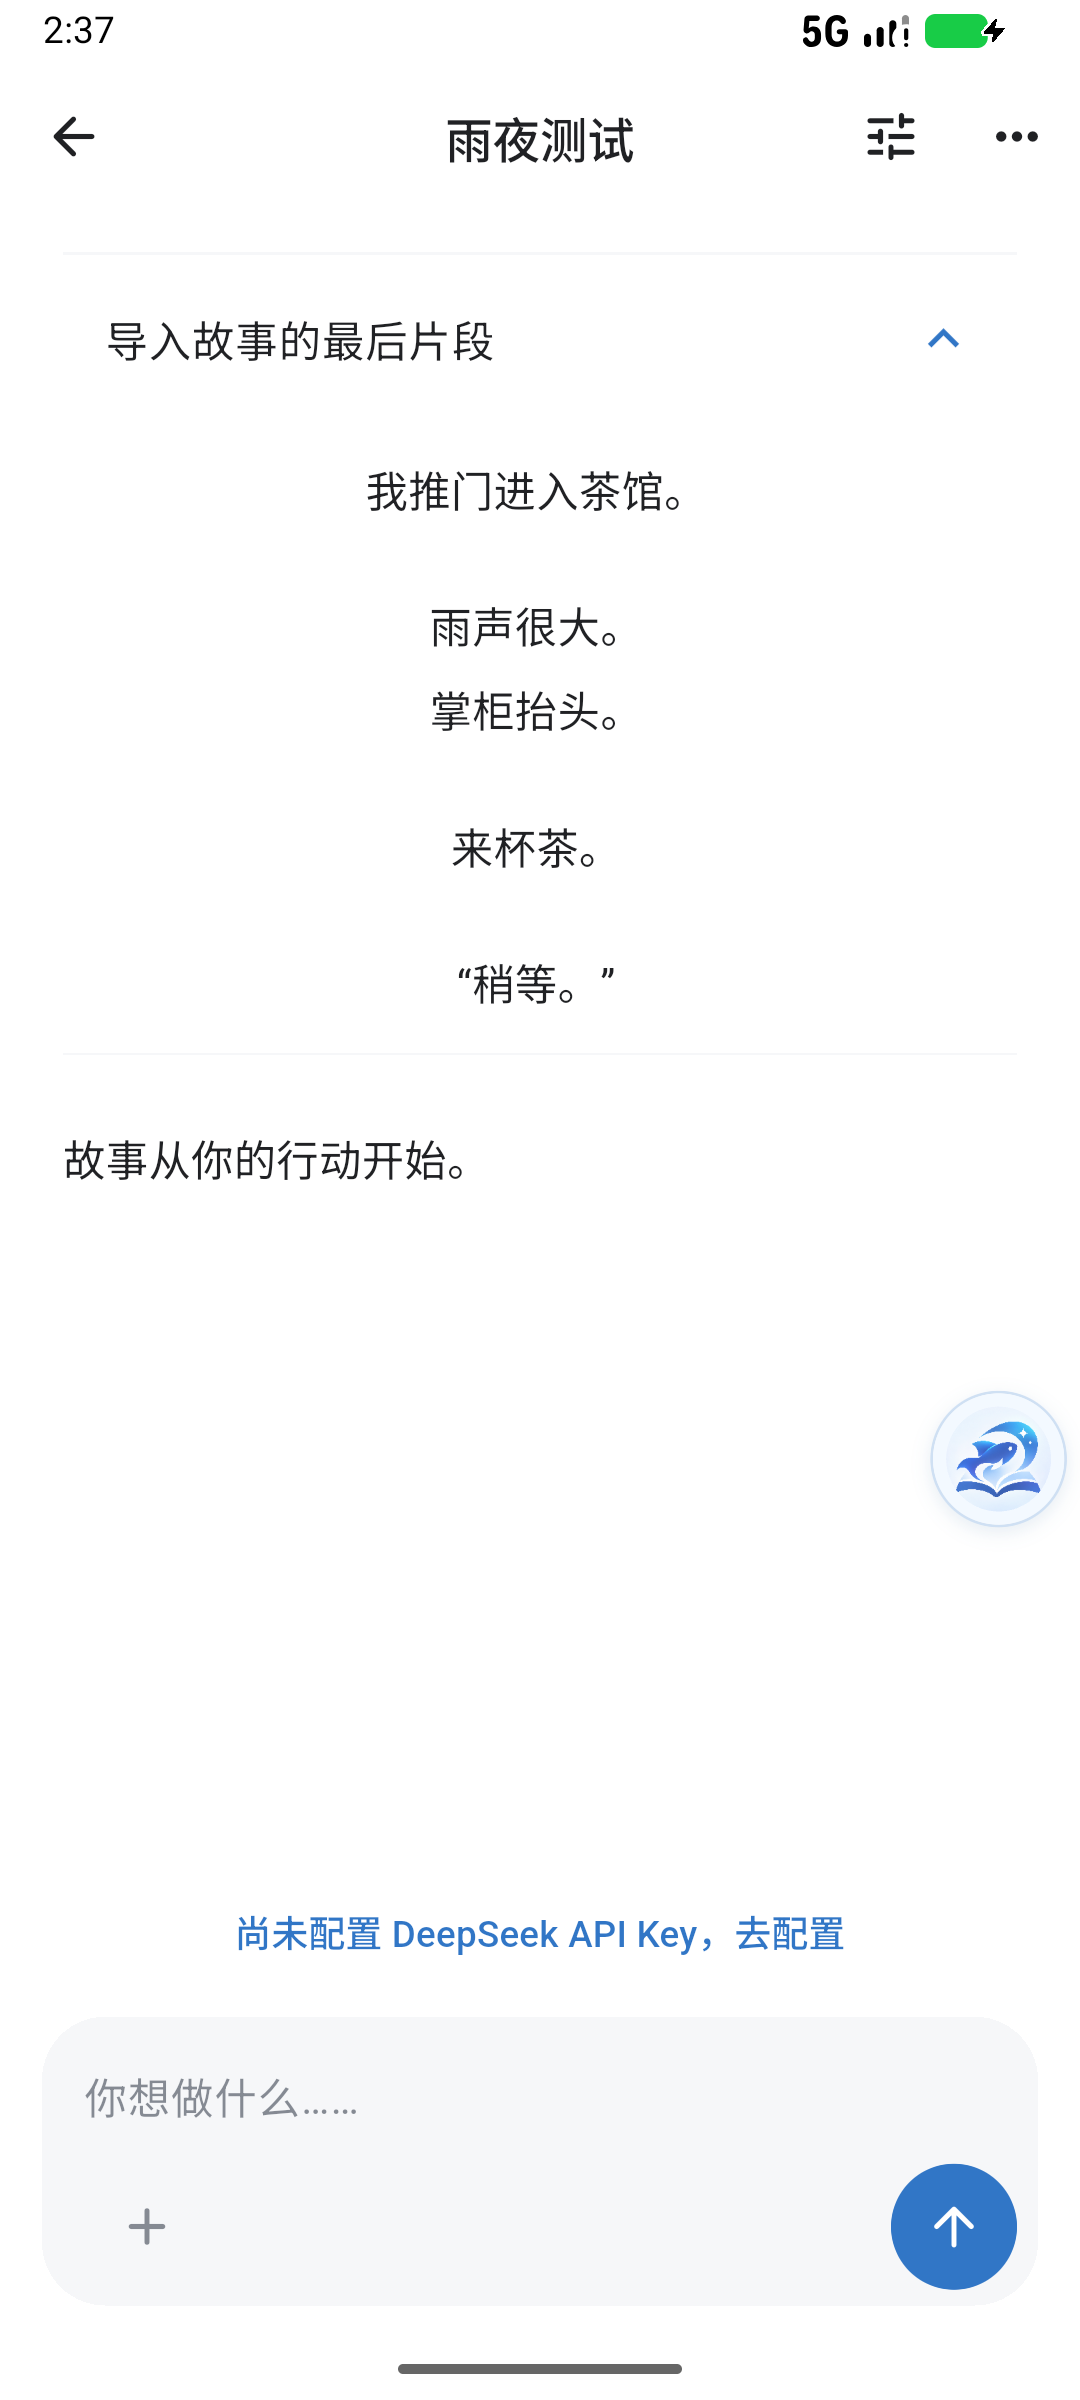 2:37
5G
雨夜测试
导入故事的最后片段
我推门进入茶馆。
雨声很大。
掌柜抬头。
来杯茶。
“稍等。”
故事从你的行动开始。
尚未配置 DeepSeek API Key，去配置
你想做什么……